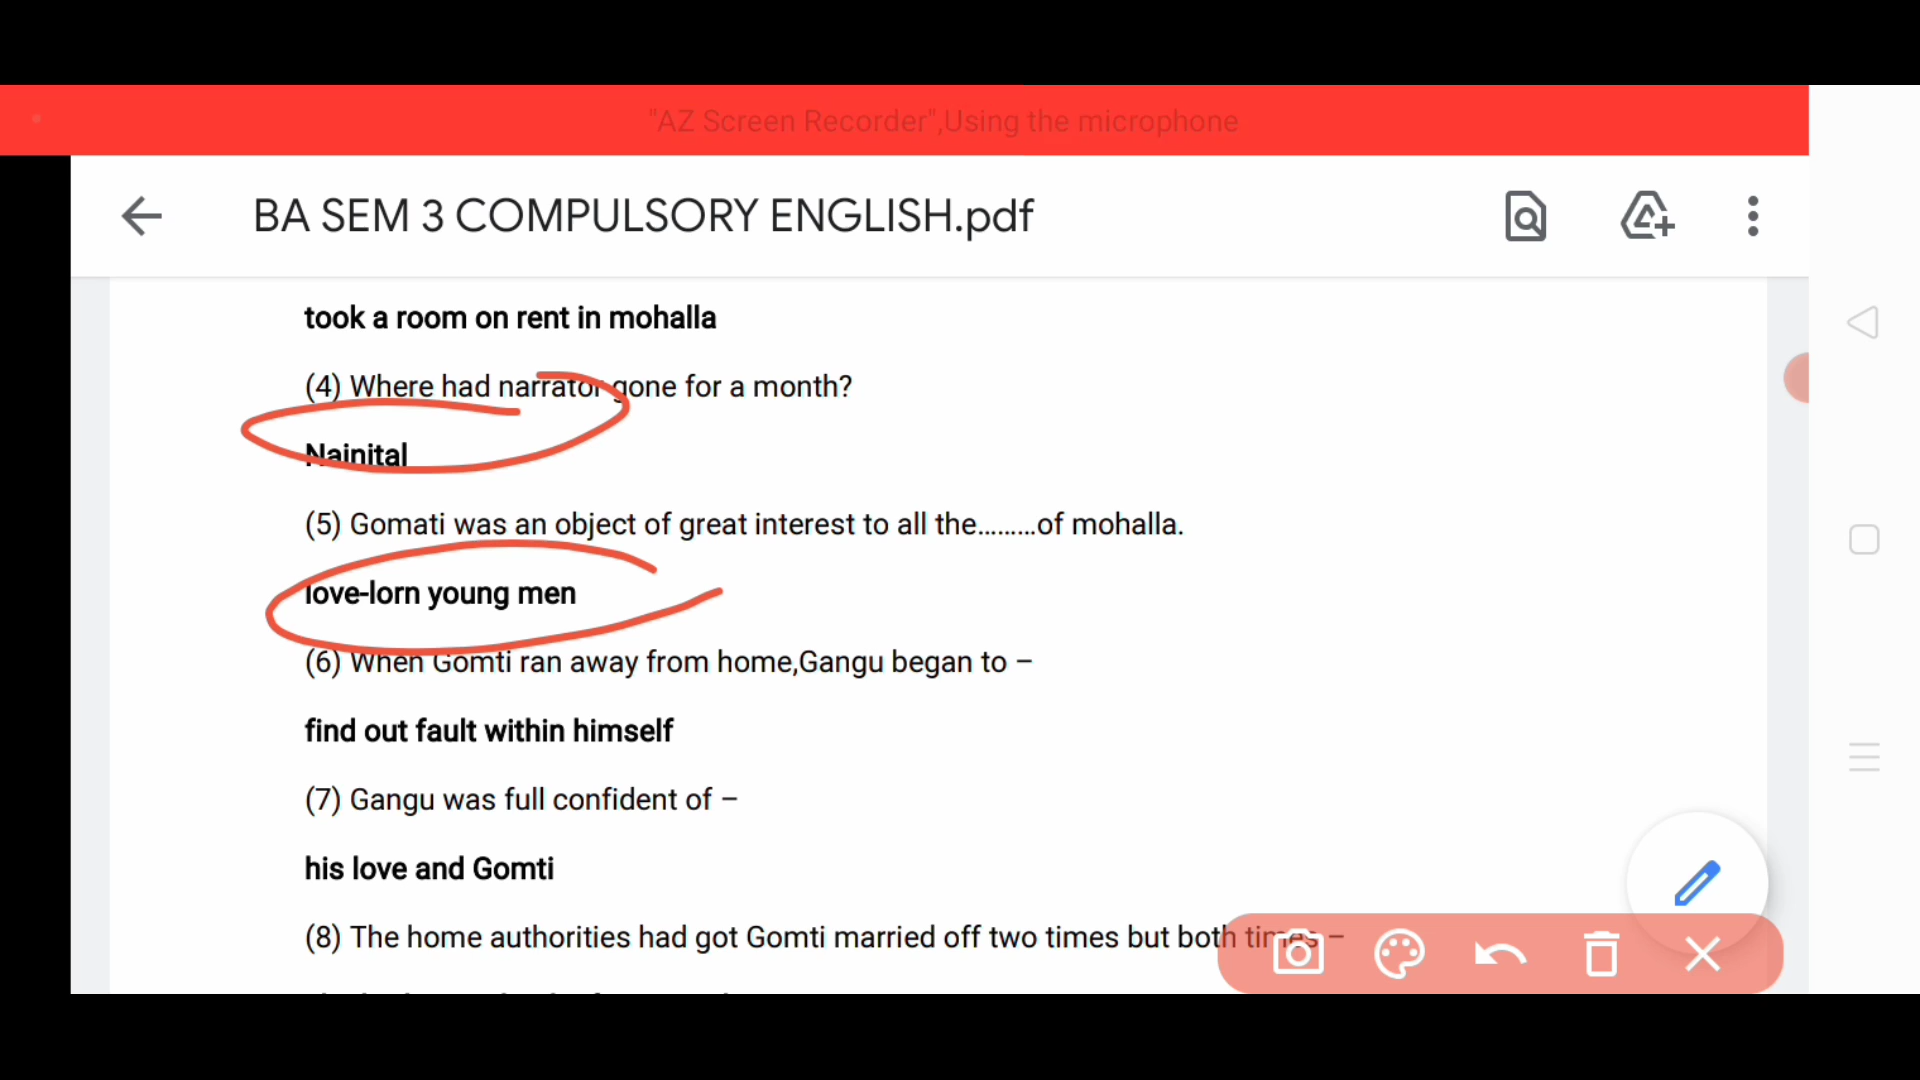 "AZ Screen Recorder",Using the microphone
BA SEM 3 COMPULSORY ENGLISH.pdf
took a room on rent in mohalla
(4) Where had narrator gone for a month?
Nainital
(5) Gomati was an object of great interest to all the.........of mohalla.
love-lorn young men
(6) When Gomti ran away from home,Gangu began to –
find out fault within himself
(7) Gangu was full confident of –
his love and Gomti
(8) The home authorities had got Gomti married off two times but both times –